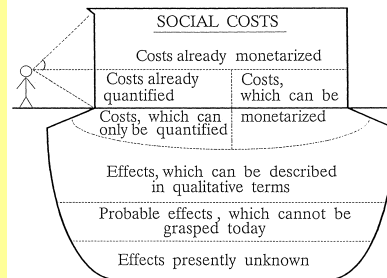 SOCIAL COSTS
Costs already monetarized
Costs already
quantified
Costs,
which can be
monetarized
Costs, which can
only be quantified
Effects, which can be described
in qualitative terms
Probable effects, which cannot be
grasped today
Effects presently unknown